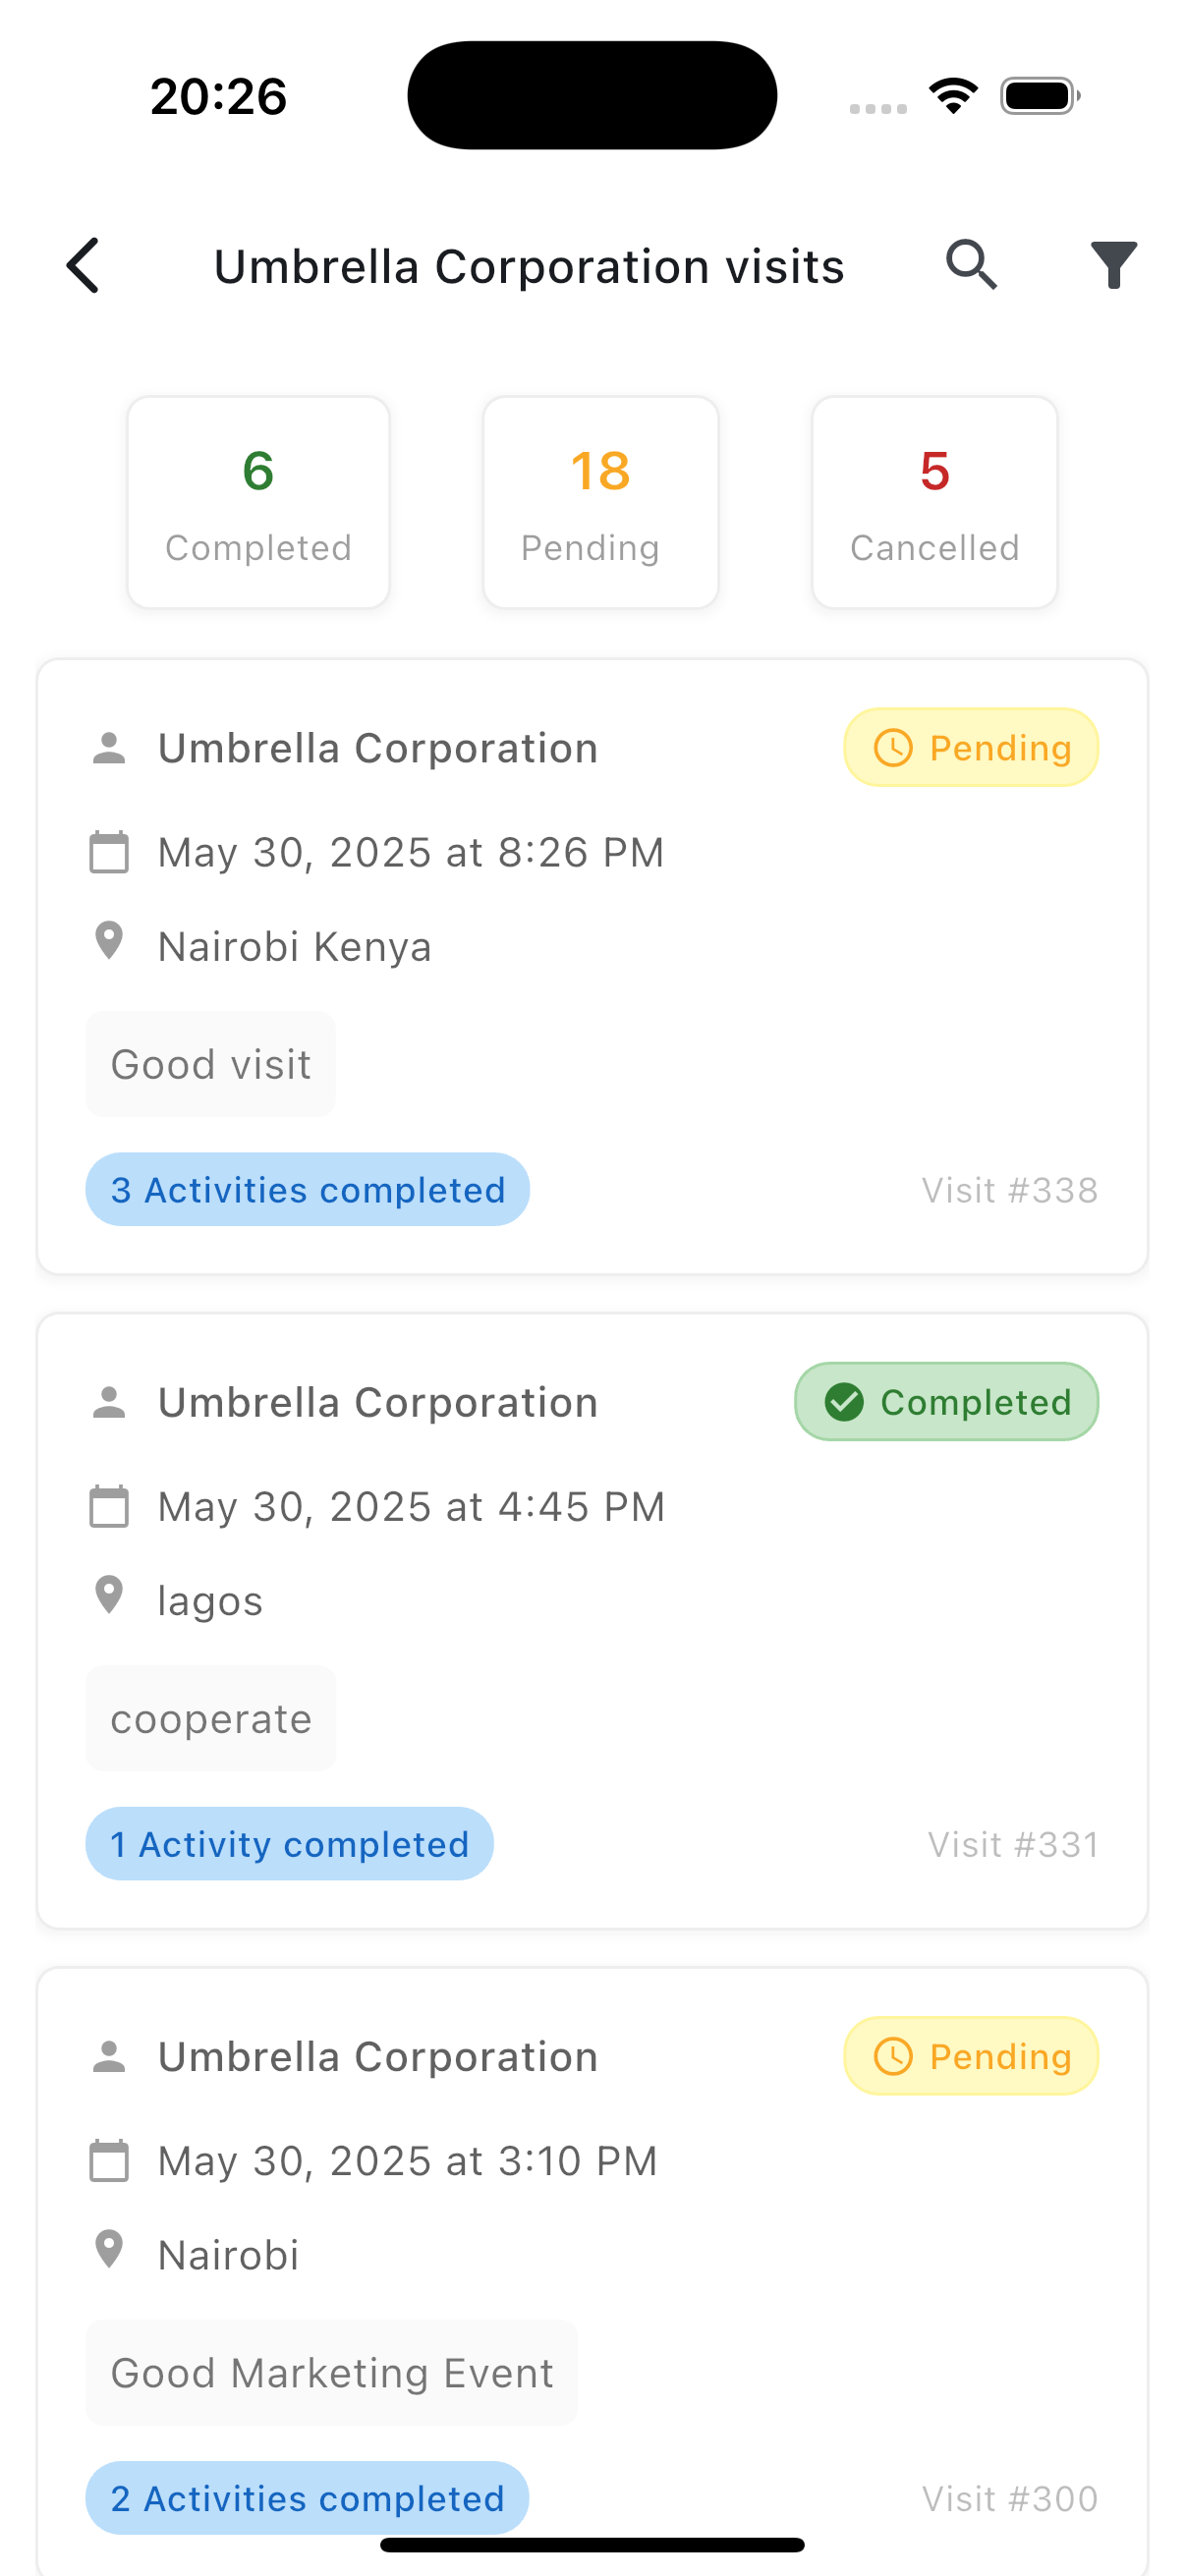 20:26
Umbrella Corporation visits
6
Completed
18
Pending
5
Cancelled
Umbrella Corporation
Pending
May 30, 2025 at 8:26 PM
Nairobi Kenya
Good visit
3 Activities completed
Visit #338
Umbrella Corporation
Completed
May 30, 2025 at 4:45 PM
lagos
cooperate
1 Activity completed
Visit #331
Umbrella Corporation
Pending
May 30, 2025 at 3:10 PM
Nairobi
Good Marketing Event
2 Activities completed
Visit #300